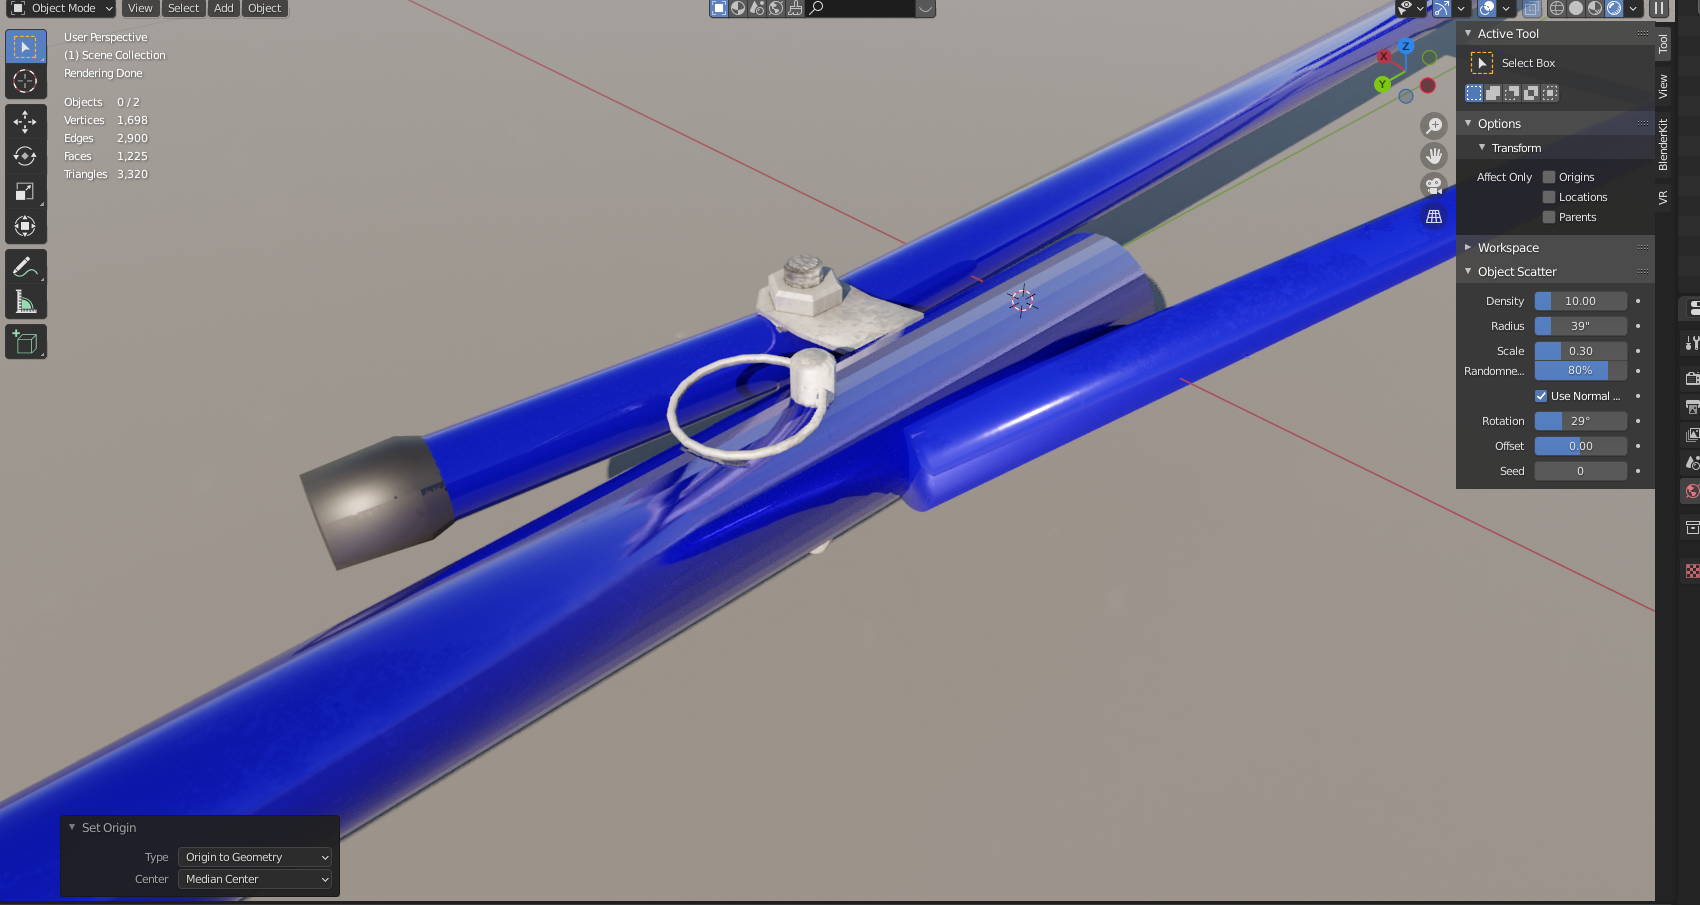 Object Mode
View
Select
Add
Object
User Perspective
(1) Scene Collection
Rendering Done
Objects 0 / 2
Vertices 1,698
Edges 2,900
Faces 1,225
Triangles 3,320
Z
X
Y
Active Tool
Select Box
Options
Transform
Affect Only Origins
Locations
Parents
Workspace
Object Scatter
Density 10.00
Radius 39"
Scale 0.30
Randomne... 80%
Use Normal ...
Rotation 29°
Offset 0.00
Seed 0
Tool
View
BlenderKit
VR
Set Origin
Type Origin to Geometry
Center Median Center